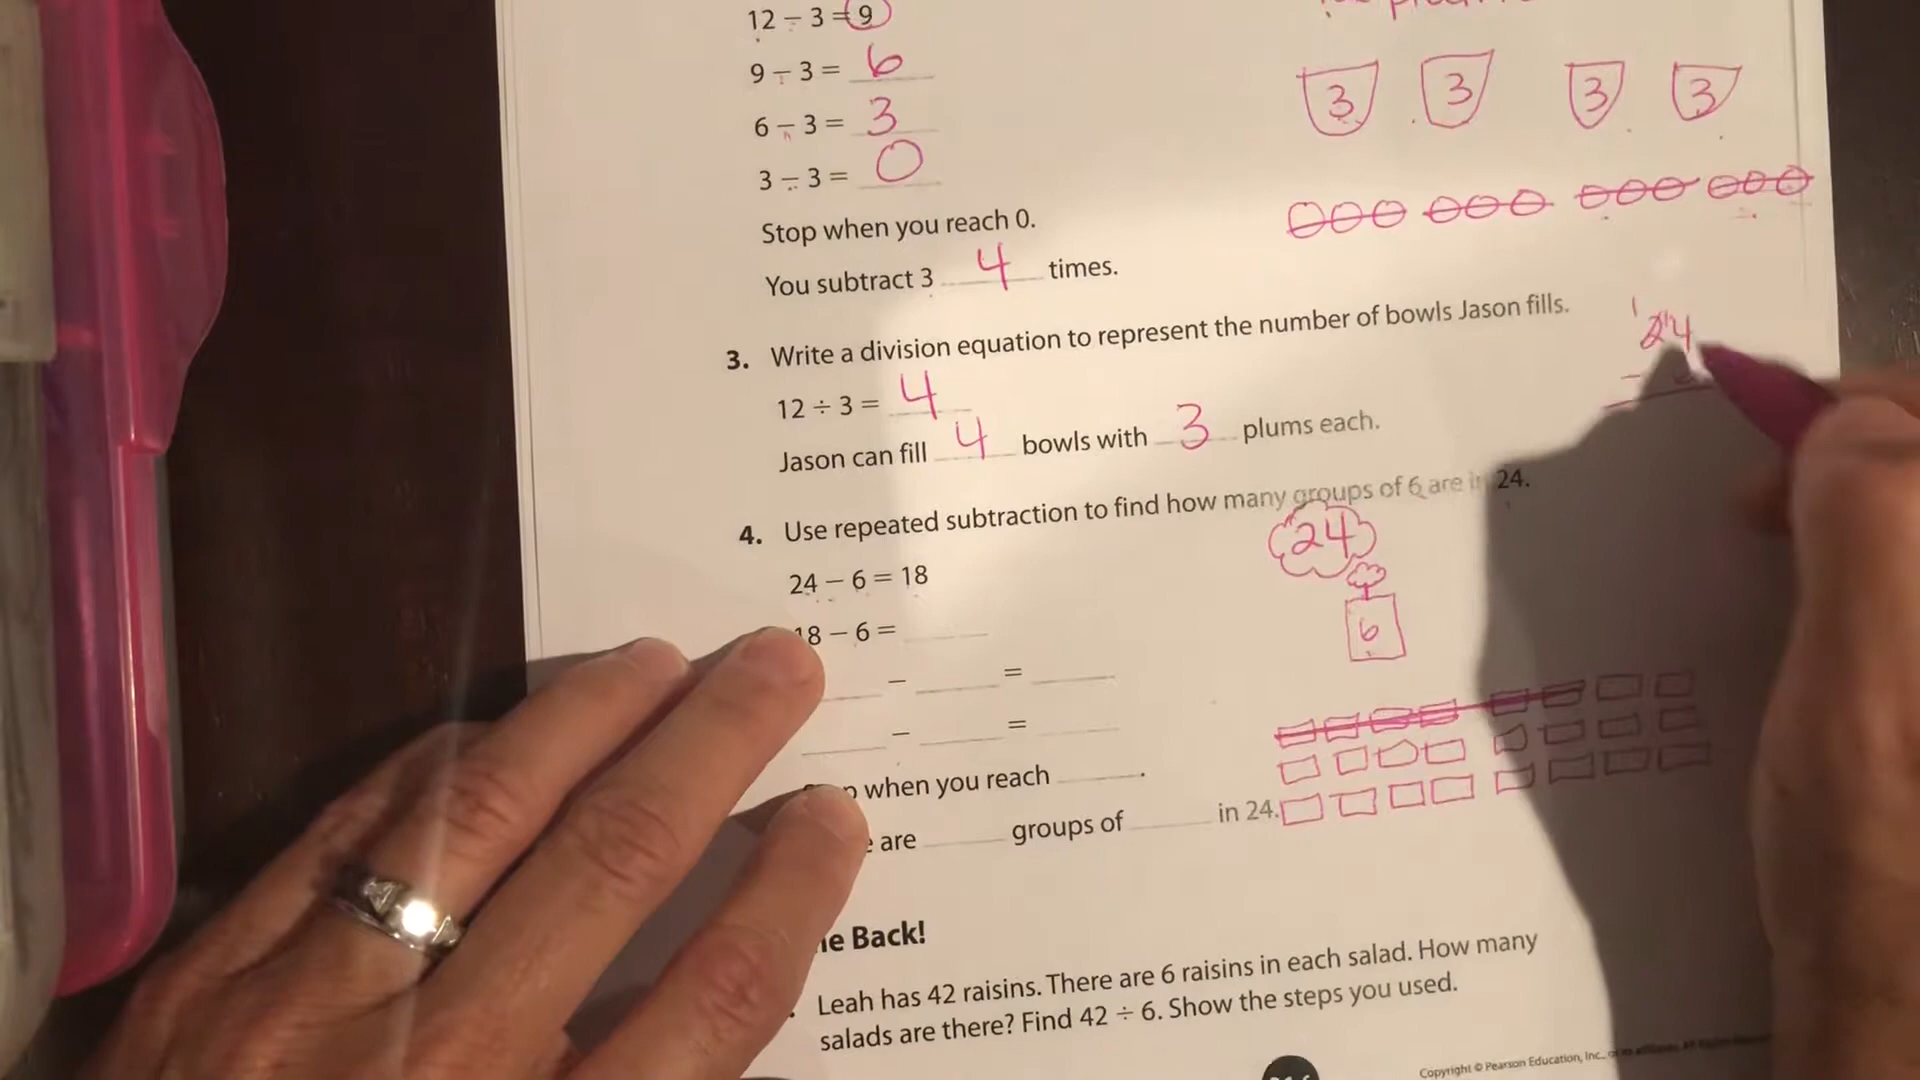 12 − 3 = 9
9 − 3 = 6
6 − 3 = 3
3 − 3 = 0
3 3 3 3
Stop when you reach 0.
You subtract 3 4 times.
3. Write a division equation to represent the number of bowls Jason fills.
24
−
12 ÷ 3 = 4
Jason can fill 4 bowls with 3 plums each.
4. Use repeated subtraction to find how many groups of 6 are in 24.
24
24 − 6 = 18
6
18 − 6 =
− =
− =
when you reach .
are groups of in 24.
Back!
Leah has 42 raisins. There are 6 raisins in each salad. How many
salads are there? Find 42 ÷ 6. Show the steps you used.
Copyright © Pearson Education, Inc.,